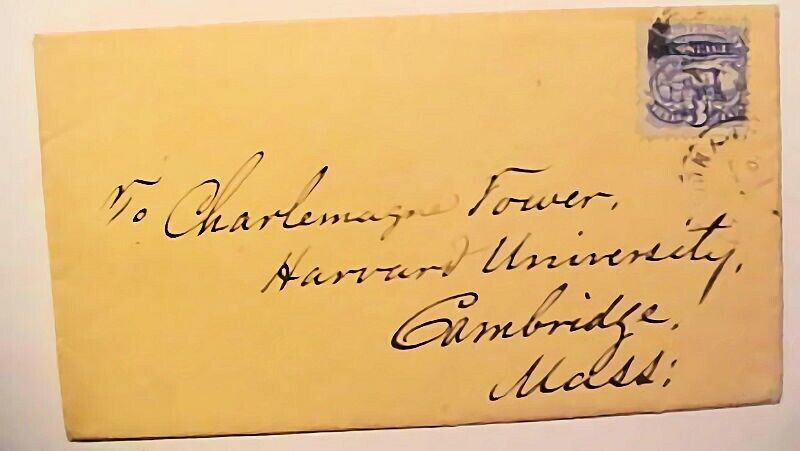 To Charlemagne Tower,
Harvard University,
Cambridge,
Mass: